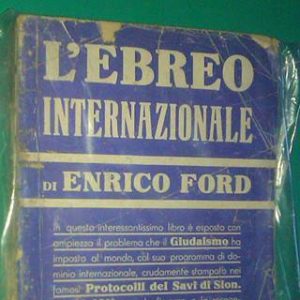 L'EBREO
INTERNAZIONALE
DI ENRICO FORD
In questo interessantissimo libro è esposto con
ampiezza il problema che il Giudaismo ha
imposto al mondo, col suo programma di do-
minio internazionale, crudamente stampato nei
famosi Protocolli dei Savi di Sion.